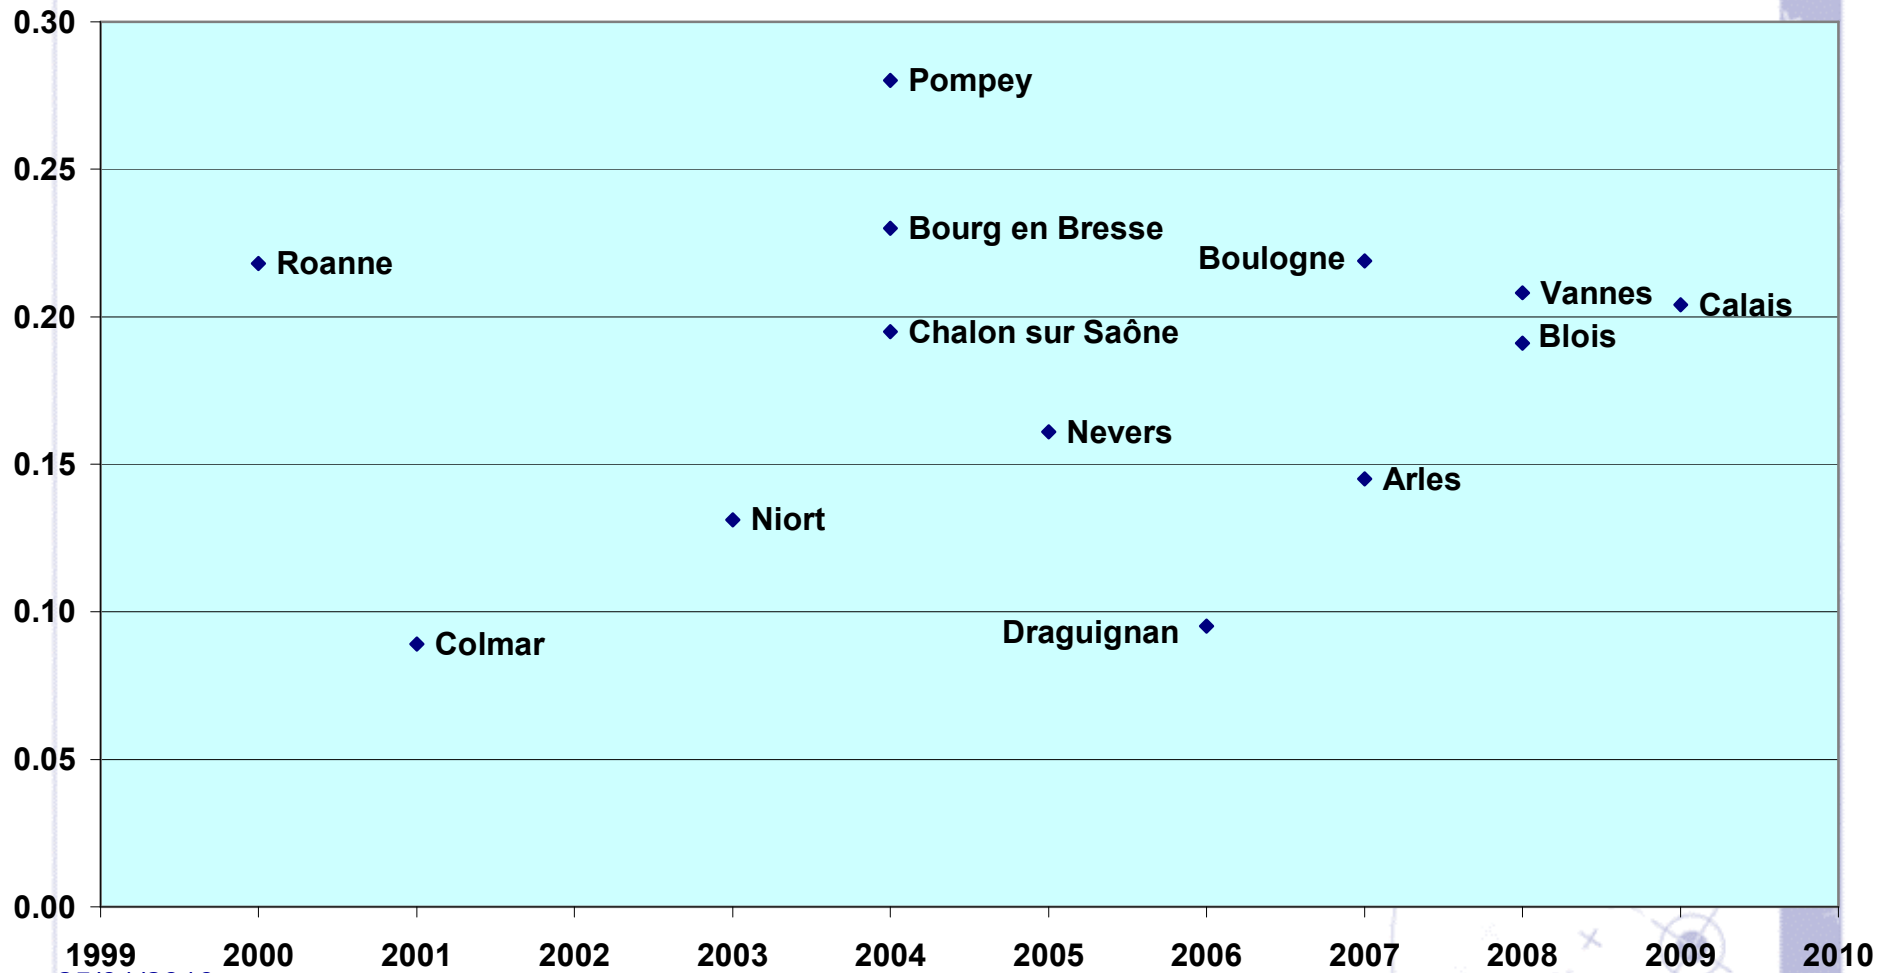 0.30
Pompey
0.25
Bourg en Bresse
Boulogne
Roanne
Vannes
Calais
0.20
Chalon sur Saône
Blois
Nevers
0.15
Arles
Niort
0.10
Draguignan
Colmar
0.05
0.00
1999 2000 2001 2002 2003 2004 2005 2006 2007 2008 2009 2010